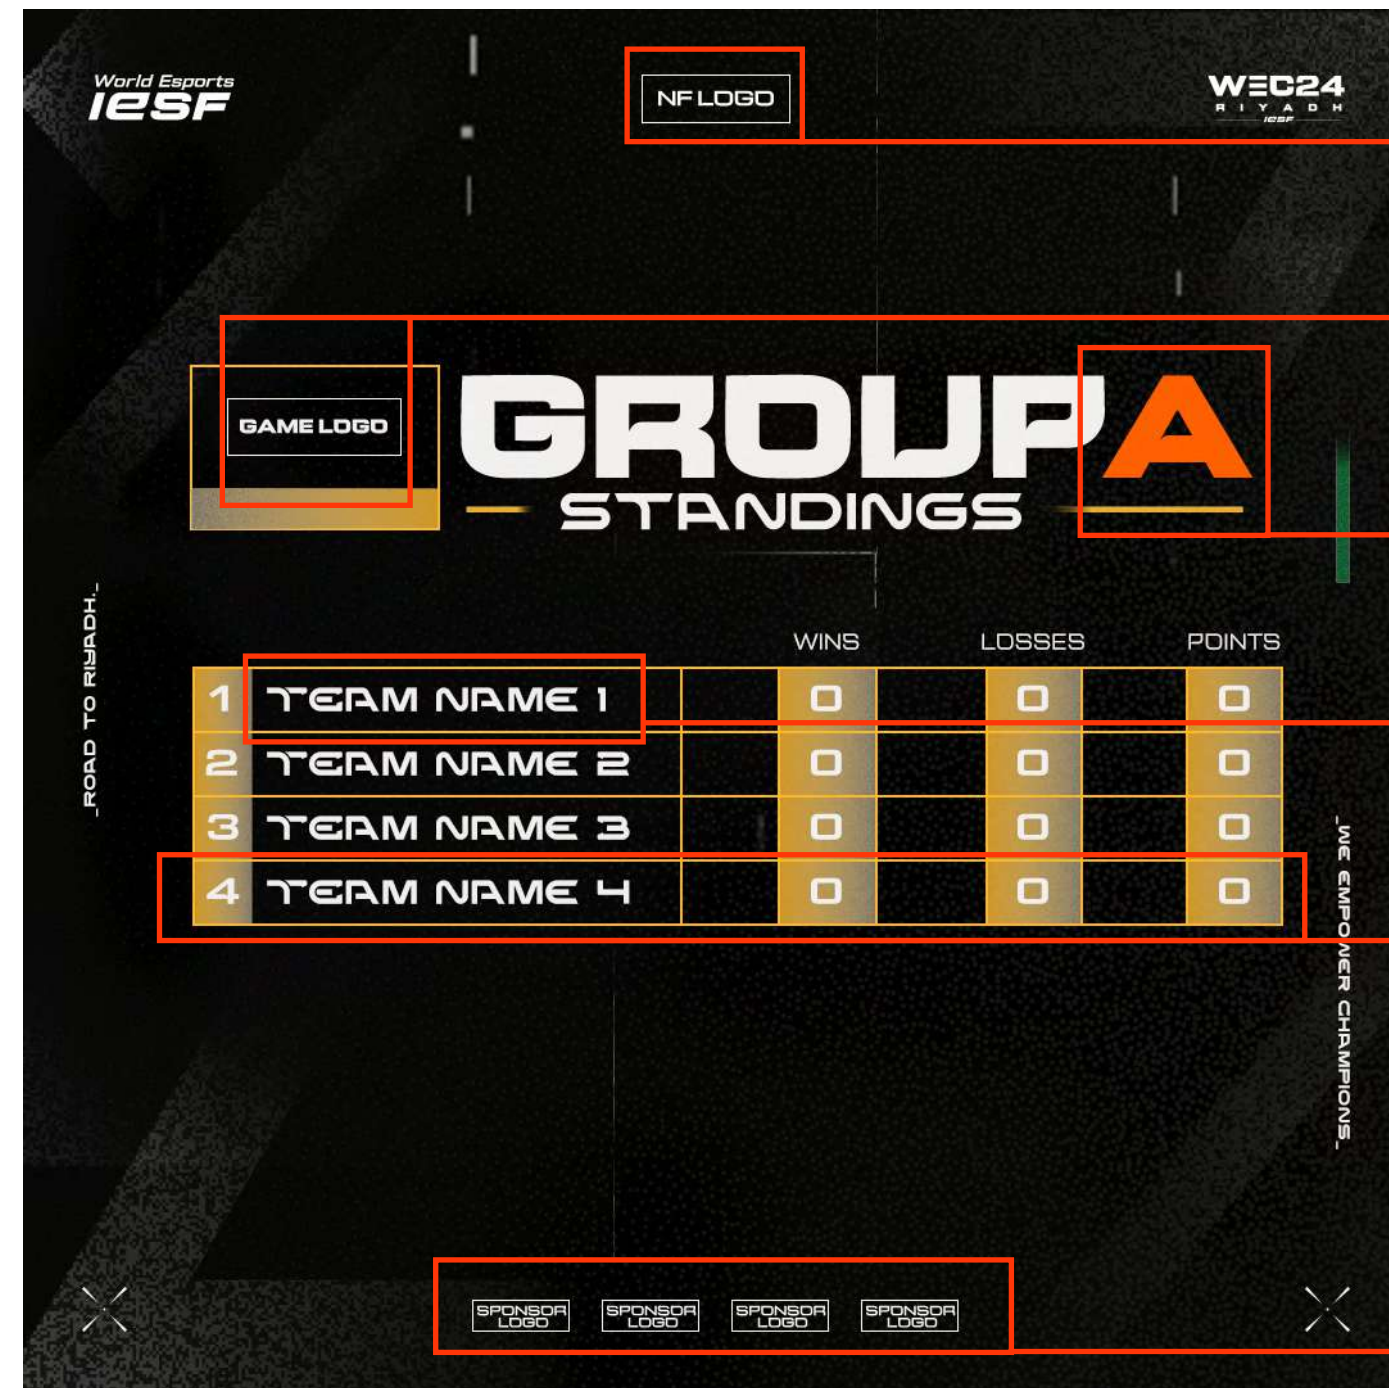 World Esports
IESF
NF LOGO
WEC24
RIYADH
IESF
GAME LOGO
GROUP A
STANDINGS
_ROAD TO RIYADH._
WINS LOSSES POINTS
1 TEAM NAME 1 0 0 0
2 TEAM NAME 2 0 0 0
3 TEAM NAME 3 0 0 0
4 TEAM NAME 4 0 0 0
_WE EMPOWER CHAMPIONS_
SPONSOR LOGO
SPONSOR LOGO
SPONSOR LOGO
SPONSOR LOGO